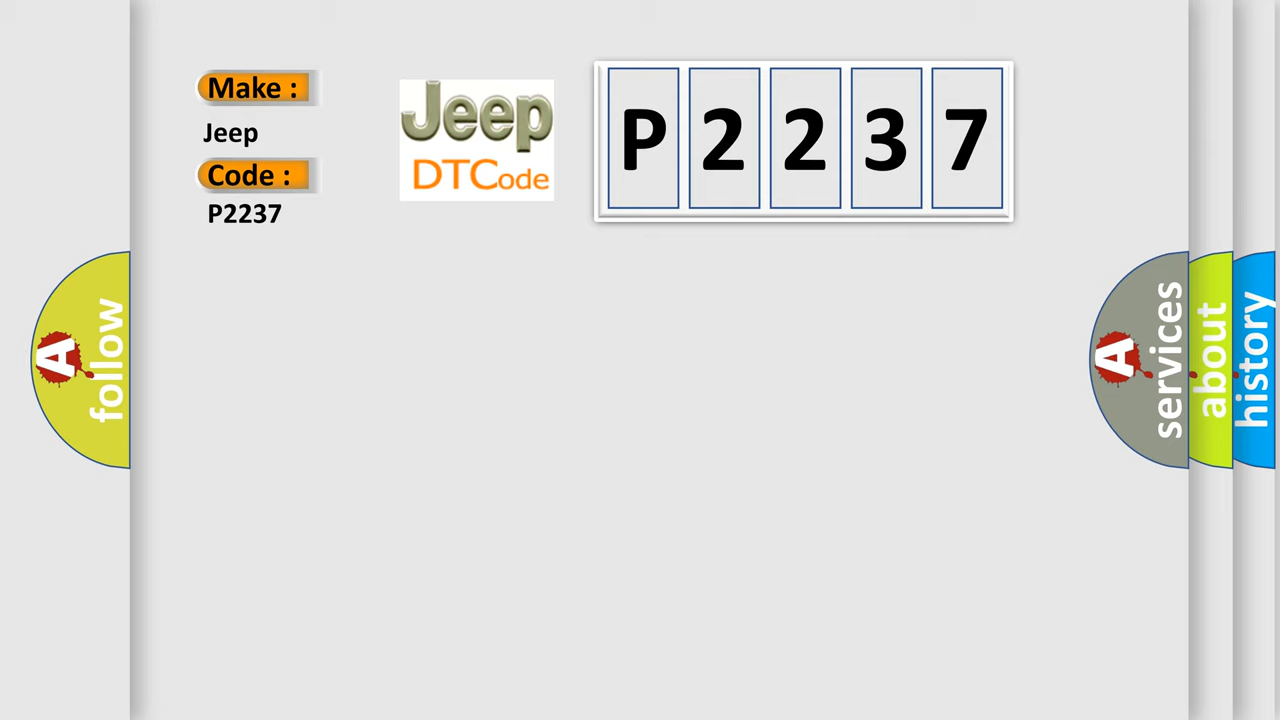 Make :
Jeep
Code :
P2237
Jeep
DTCode
P 2 2 3 7
A follow
A services
about
history